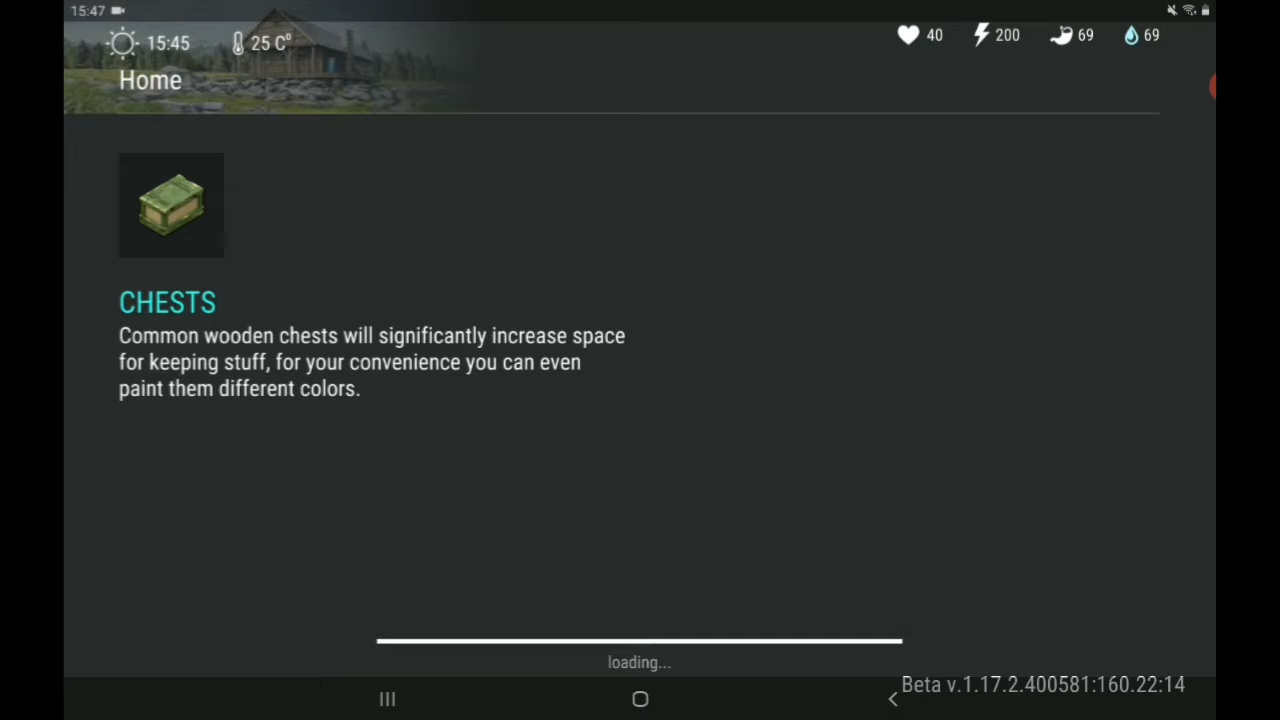 15:47
15:45 25 C°
40 200 69 69
Home
CHESTS
Common wooden chests will significantly increase space
for keeping stuff, for your convenience you can even
paint them different colors.
loading...
Beta v.1.17.2.400581:160.22:14